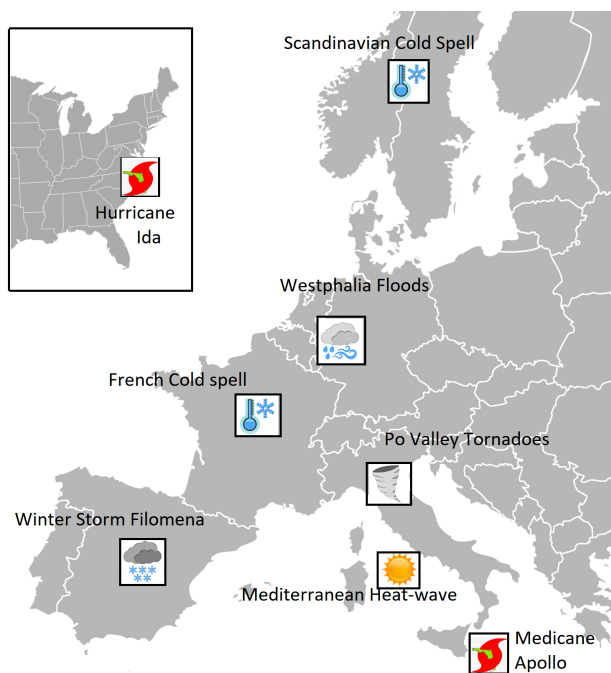 Scandinavian Cold Spell
Hurricane
Ida
Westphalia Floods
French Cold spell
Po Valley Tornadoes
Winter Storm Filomena
Mediterranean Heat-wave
Medicane
Apollo